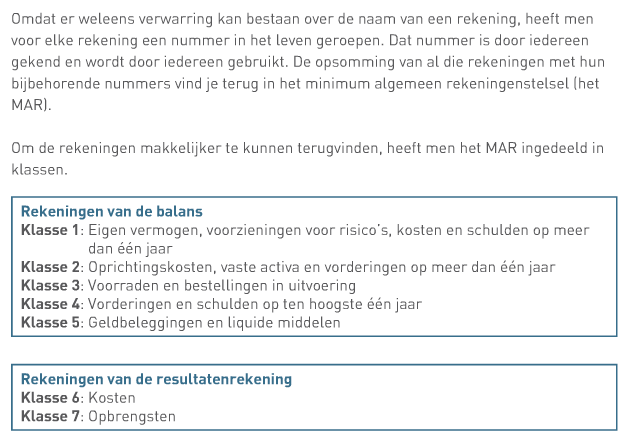 Omdat er weleens verwarring kan bestaan over de naam van een rekening, heeft men
voor elke rekening een nummer in het leven geroepen. Dat nummer is door iedereen
gekend en wordt door iedereen gebruikt. De opsomming van al die rekeningen met hun
bijbehorende nummers vind je terug in het minimum algemeen rekeningenstelsel (het
MAR).
Om de rekeningen makkelijker te kunnen terugvinden, heeft men het MAR ingedeeld in
klassen.
Rekeningen van de balans
Klasse 1: Eigen vermogen, voorzieningen voor risico's, kosten en schulden op meer
dan één jaar
Klasse 2: Oprichtingskosten, vaste activa en vorderingen op meer dan één jaar
Klasse 3: Voorraden en bestellingen in uitvoering
Klasse 4: Vorderingen en schulden op ten hoogste één jaar
Klasse 5: Geldbeleggingen en liquide middelen
Rekeningen van de resultatenrekening
Klasse 6: Kosten
Klasse 7: Opbrengsten